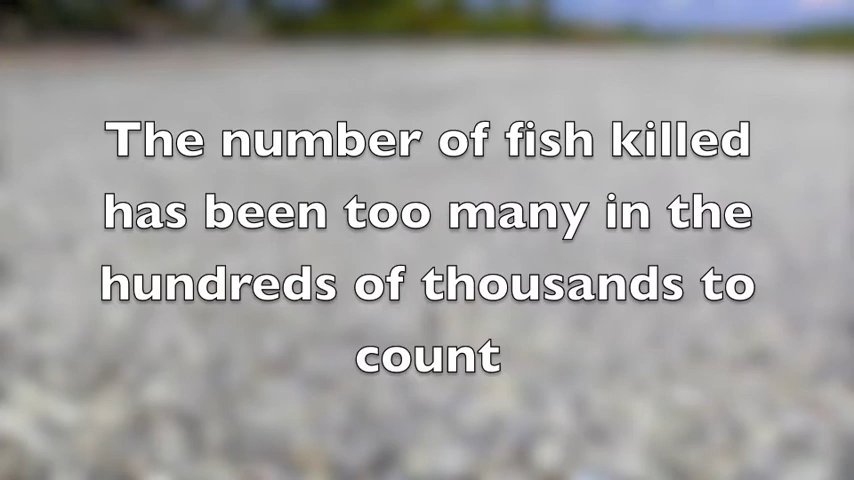 The number of fish killed
has been too many in the
hundreds of thousands to
count